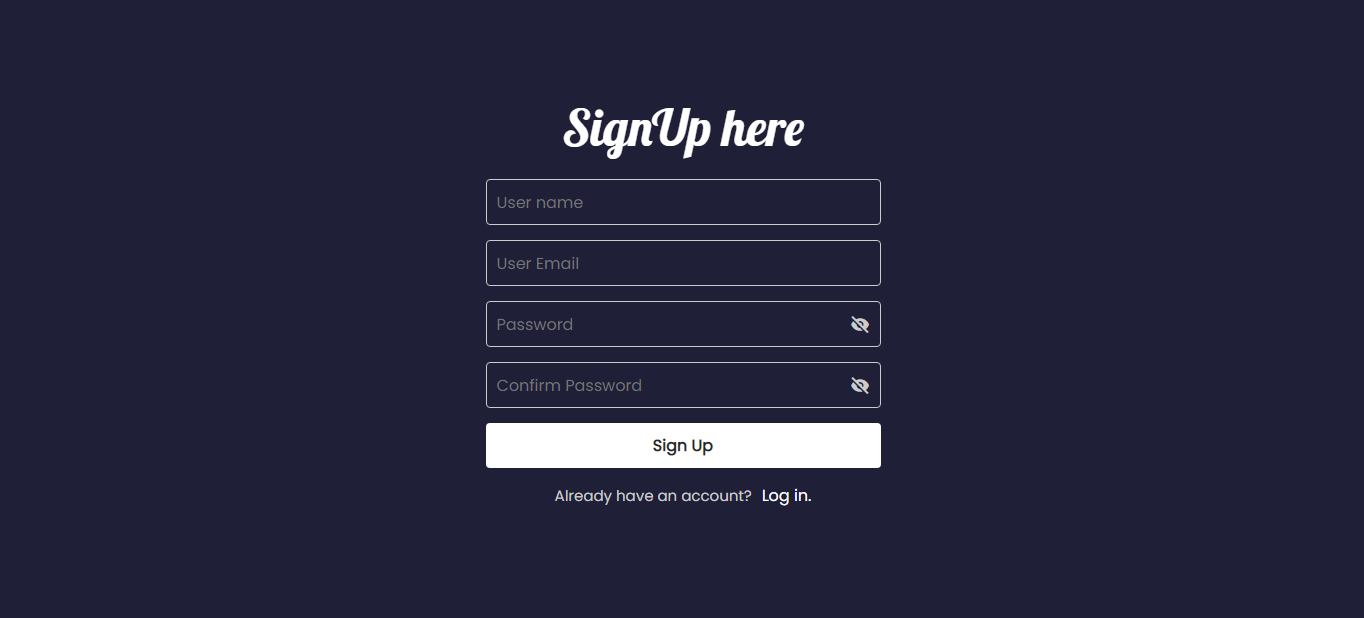 SignUp here
User name
User Email
Password
Confirm Password
Sign Up
Already have an account? Log in.